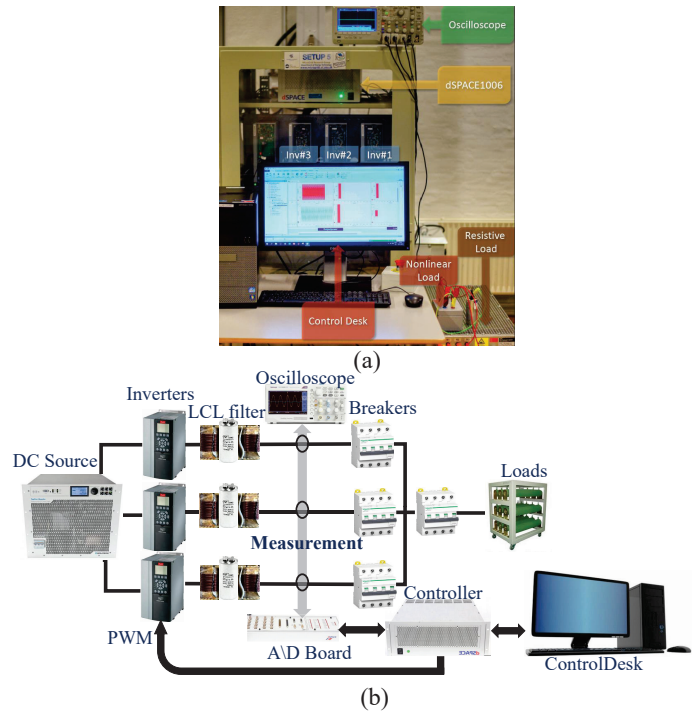 Oscilloscope
SETUP 5
dSPACE
dSPACE1006
Inv#3
Inv#2
Inv#1
Resistive
Load
Nonlinear
Load
Control Desk
(a)
Oscilloscope
Inverters
LCL filter
Breakers
DC Source
Loads
Measurement
Controller
PWM
A\D Board
dSPACE
ControlDesk
(b)